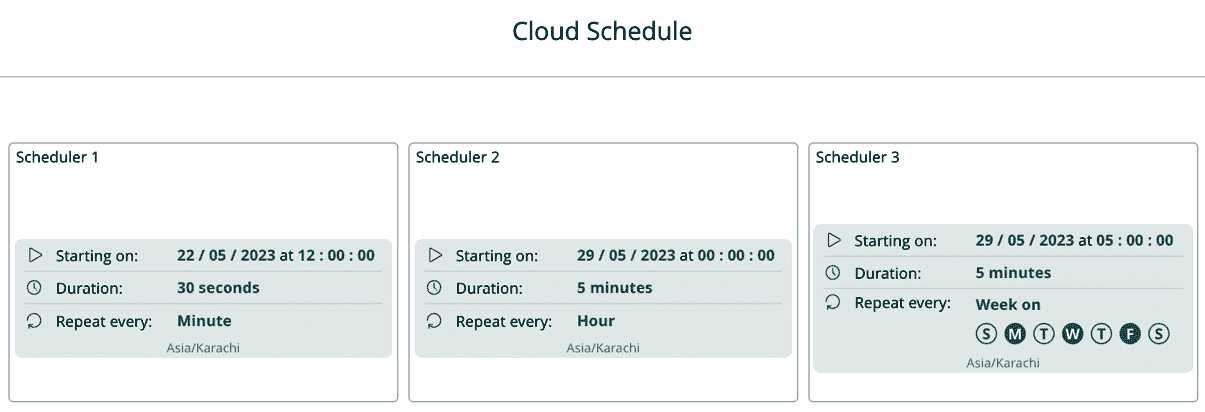 Cloud Schedule
Scheduler 1
Starting on: 22 / 05 / 2023 at 12 : 00 : 00
Duration: 30 seconds
Repeat every: Minute
Asia/Karachi
Scheduler 2
Starting on: 29 / 05 / 2023 at 00 : 00 : 00
Duration: 5 minutes
Repeat every: Hour
Asia/Karachi
Scheduler 3
Starting on: 29 / 05 / 2023 at 05 : 00 : 00
Duration: 5 minutes
Repeat every: Week on
S M T W T F S
Asia/Karachi